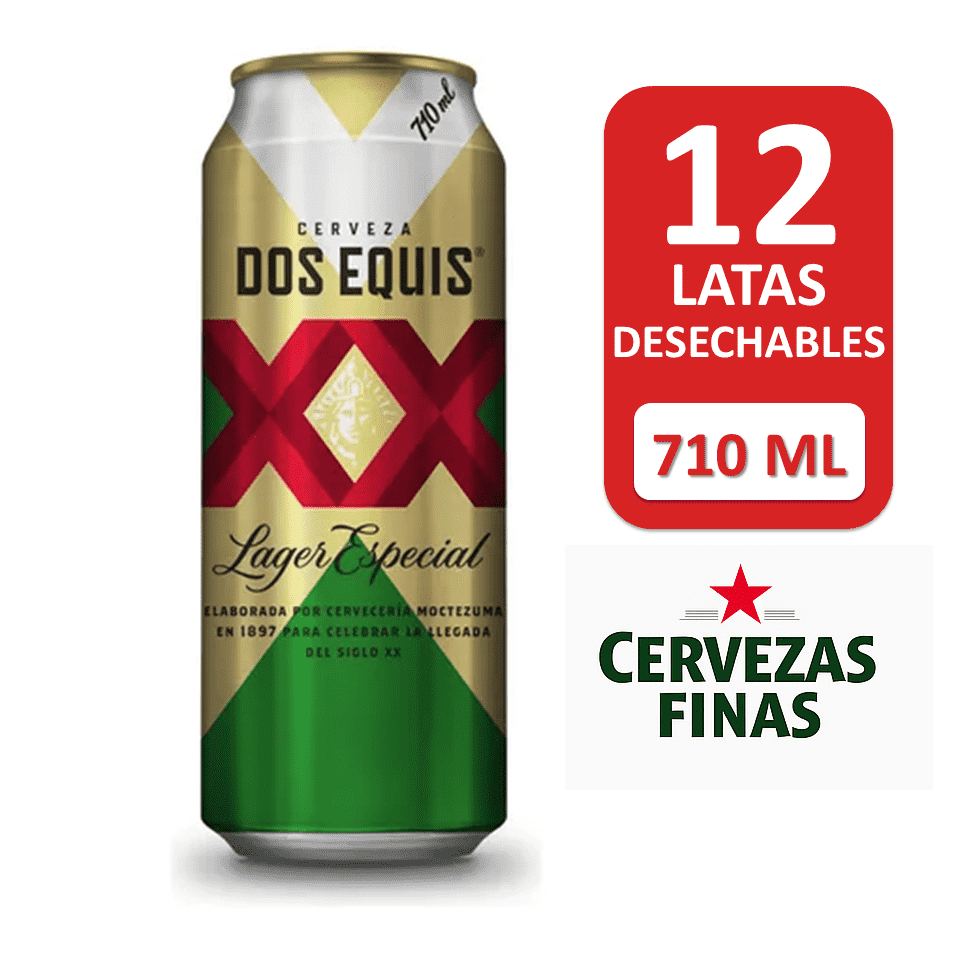 710 ml
CERVEZA
DOS EQUIS®
XX
Lager Especial
ELABORADA POR CERVECERÍA MOCTEZUMA
EN 1897 PARA CELEBRAR LA LLEGADA
DEL SIGLO XX
12
LATAS
DESECHABLES
710 ML
CERVEZAS
FINAS